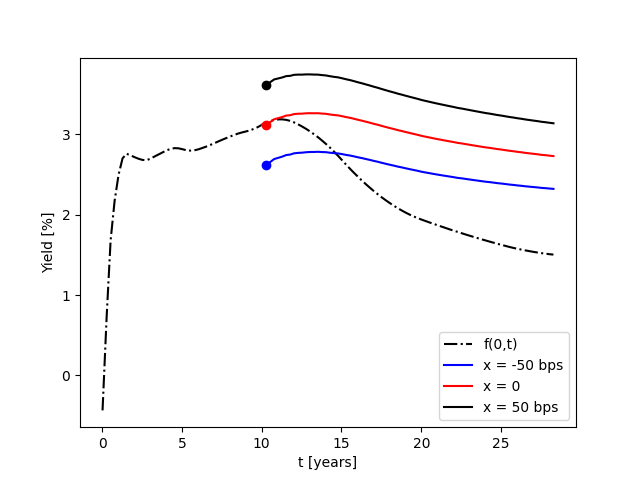 3
2
1
0
Yield [%]
0
5
10
15
20
25
t [years]
f(0,t)
x = -50 bps
x = 0
x = 50 bps